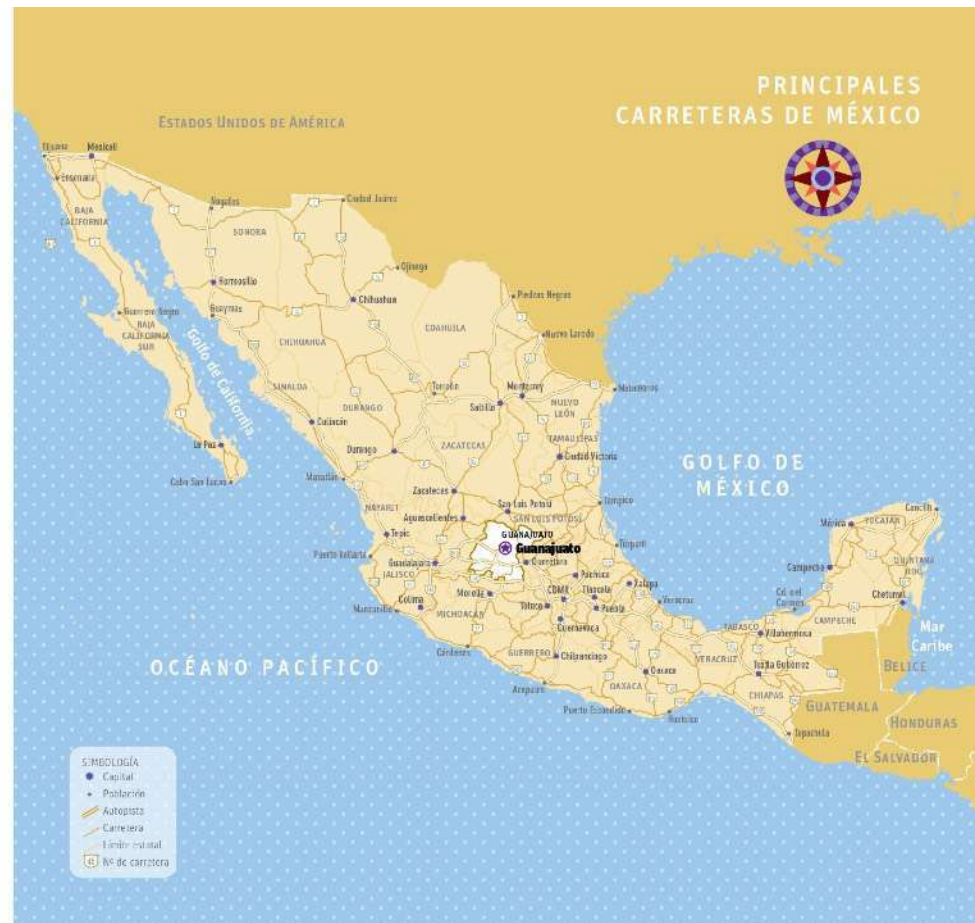 PRINCIPALES
CARRETERAS DE MÉXICO
ESTADOS UNIDOS DE AMÉRICA
Tijuana
Mexicali
Ensenada
BAJA
CALIFORNIA
Nogales
Ciudad Juárez
SONORA
Ojinaga
Hermosillo
Chihuahua
Piedras Negras
Guerrero Negro
Guaymas
BAJA
CALIFORNIA
SUR
Golfo de California
CHIHUAHUA
COAHUILA
Nuevo Laredo
SINALOA
Torreón
Monterrey
Matamoros
DURANGO
Saltillo
NUEVO
LEÓN
Culiacán
TAMAULIPAS
La Paz
Durango
ZACATECAS
Ciudad Victoria
GOLFO DE
MÉXICO
Cabo San Lucas
Mazatlán
Zacatecas
San Luis Potosí
Tampico
NAYARIT
Aguascalientes
SAN LUIS POTOSÍ
Cancún
Mérida
YUCATÁN
Tepic
GUANAJUATO
Guanajuato
Tuxpam
Puerto Vallarta
Guadalajara
Querétaro
Campeche
QUINTANA
ROO
JALISCO
Pachuca
Xalapa
Morelia
CDMX
Tlaxcala
Veracruz
Cd. del
Carmen
Chetumal
Manzanillo
Colima
MICHOACÁN
Toluca
Puebla
CAMPECHE
Mar
Caribe
Cuernavaca
TABASCO
Villahermosa
OCÉANO PACÍFICO
Cárdenas
GUERRERO
Chilpancingo
Oaxaca
VERACRUZ
Tuxtla Gutiérrez
BELICE
Acapulco
OAXACA
CHIAPAS
Puerto Escondido
Huatulco
GUATEMALA
HONDURAS
Tapachula
EL SALVADOR
SIMBOLOGÍA
Capital
Población
Autopista
Carretera
Límite estatal
Nº de carretera